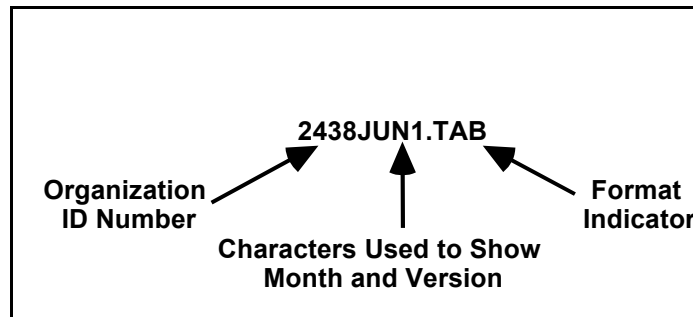 2438JUN1.TAB
Organization
ID Number
Format
Indicator
Characters Used to Show
Month and Version